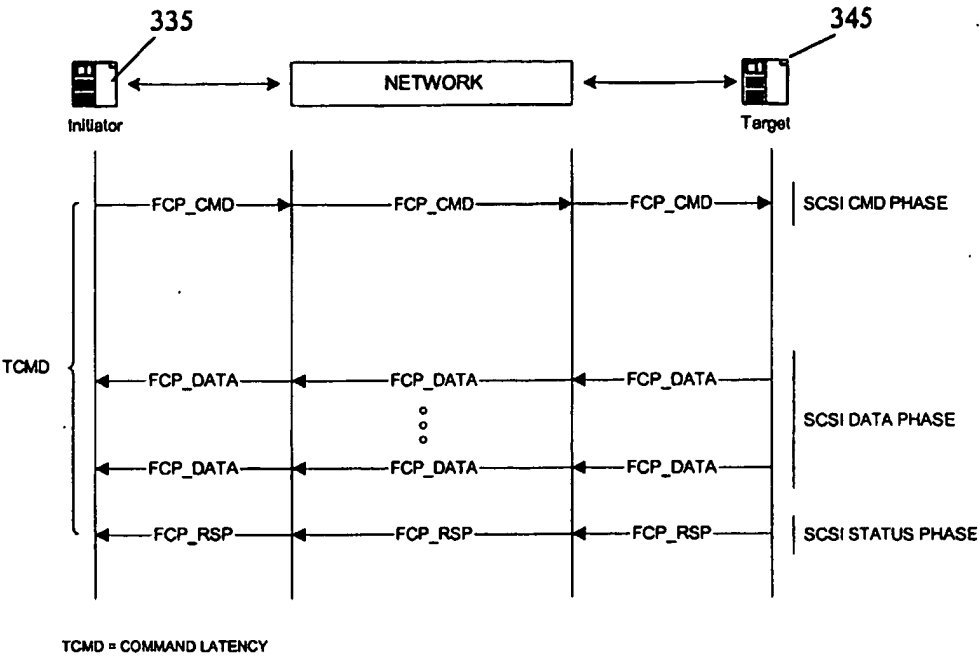 335
345
NETWORK
Initiator
Target
FCP_CMD FCP_CMD FCP_CMD SCSI CMD PHASE
TCMD
FCP_DATA FCP_DATA FCP_DATA
SCSI DATA PHASE
FCP_DATA FCP_DATA FCP_DATA
FCP_RSP FCP_RSP FCP_RSP SCSI STATUS PHASE
TCMD = COMMAND LATENCY